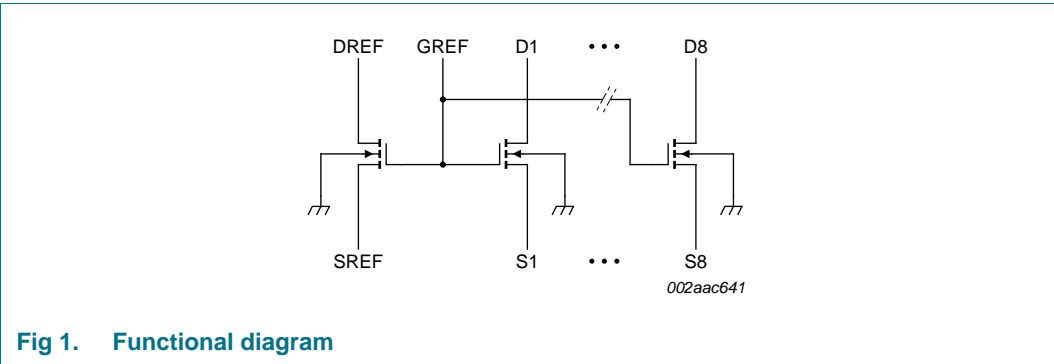 DREF GREF D1 • • • D8
SREF S1 • • • S8
002aac641
Fig 1. Functional diagram